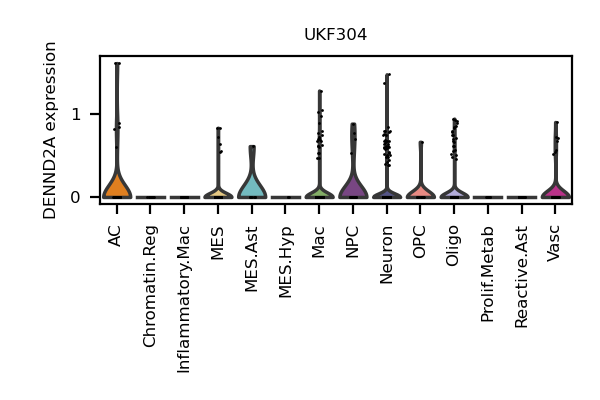 UKF304
DENND2A expression
1
0
AC
Chromatin.Reg
Inflammatory.Mac
MES
MES.Ast
MES.Hyp
Mac
NPC
Neuron
OPC
Oligo
Prolif.Metab
Reactive.Ast
Vasc